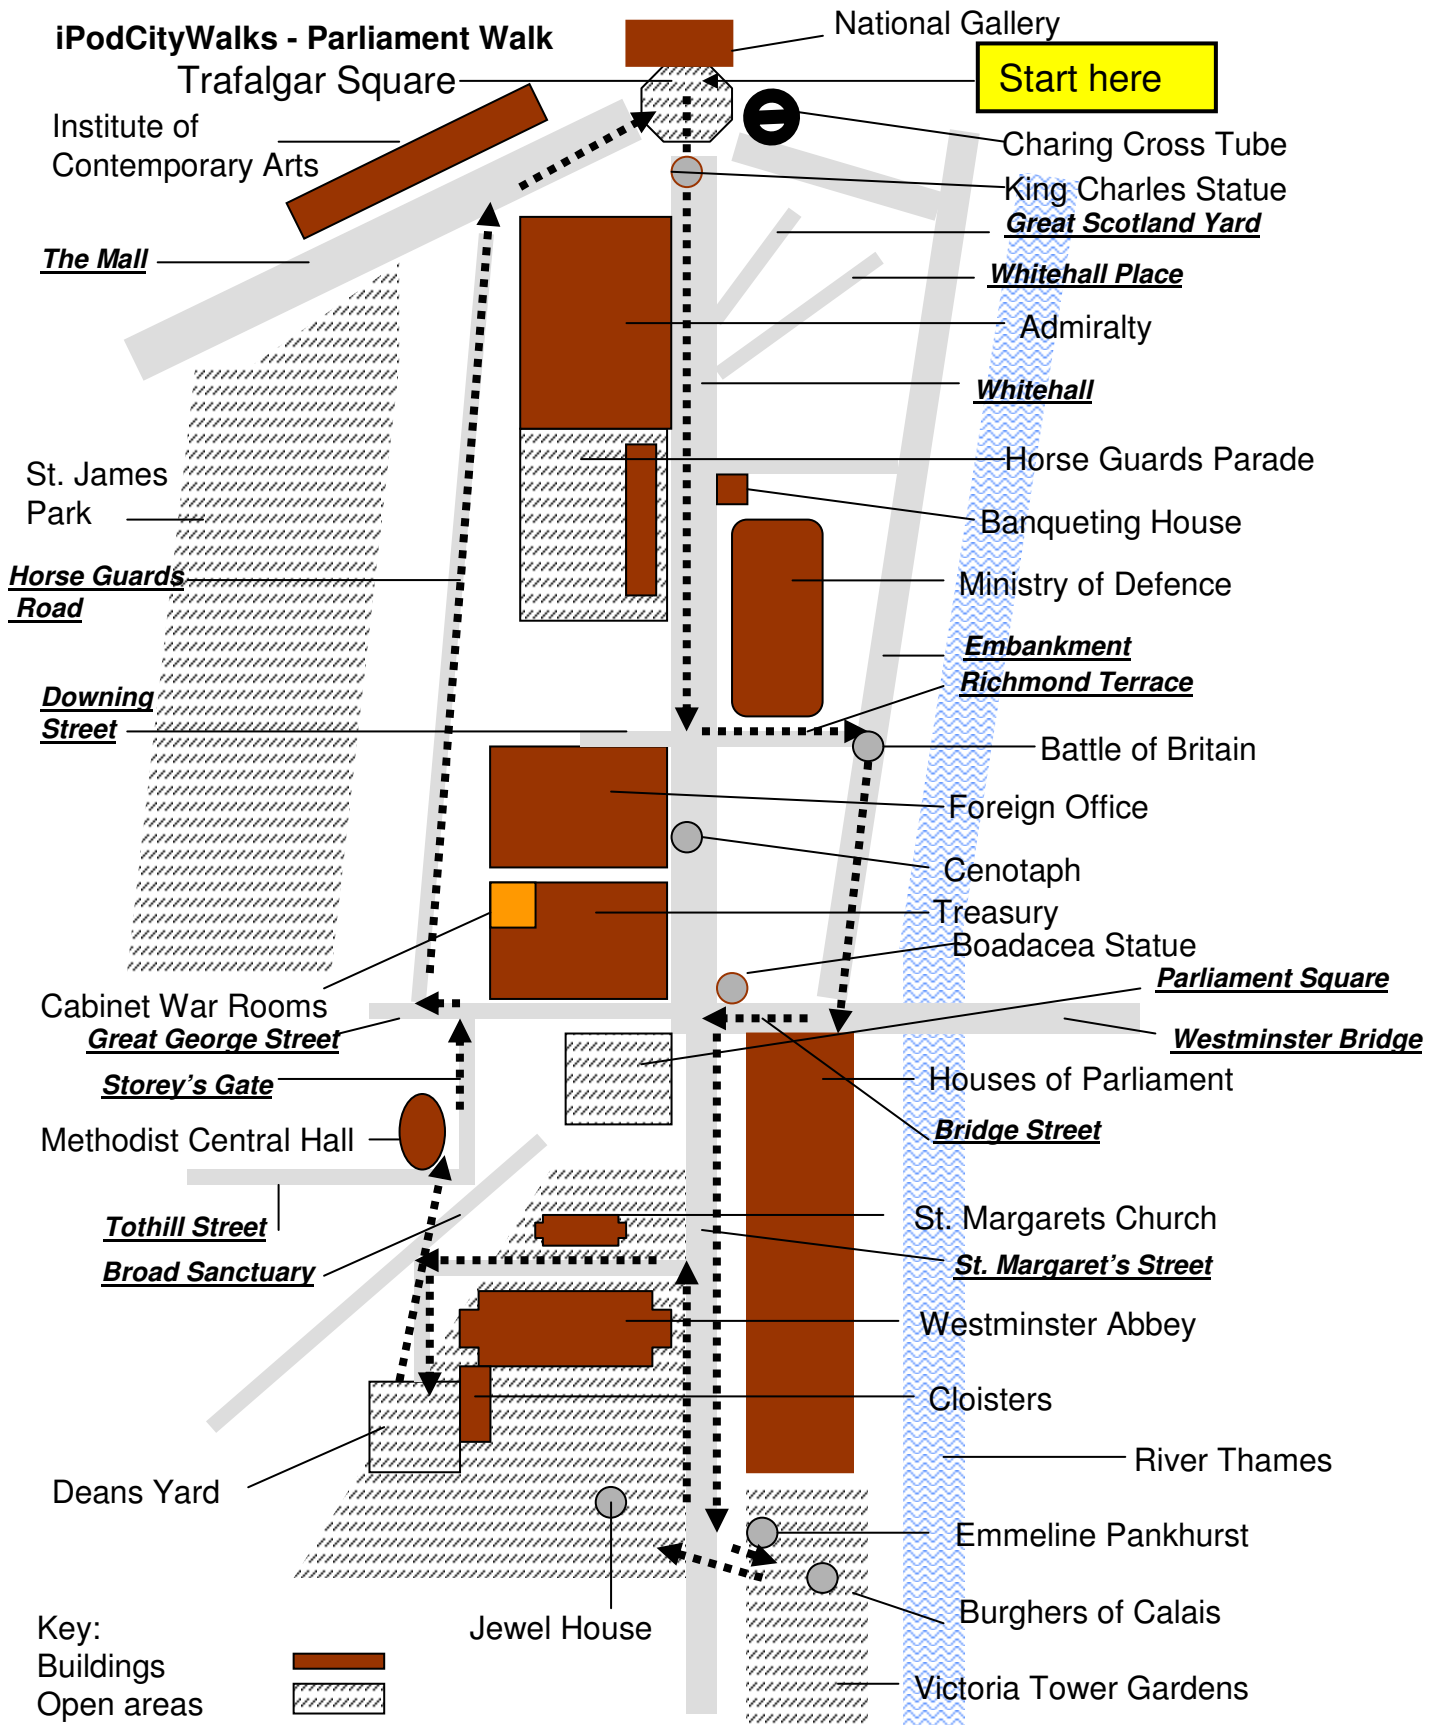 National Gallery
iPodCityWalks - Parliament Walk
Trafalgar Square
Start here
Institute of
Contemporary Arts
Charing Cross Tube
King Charles Statue
Great Scotland Yard
The Mall
Whitehall Place
Admiralty
Whitehall
Horse Guards Parade
St. James
Park
Banqueting House
Horse Guards
Road
Ministry of Defence
Embankment
Richmond Terrace
Downing
Street
Battle of Britain
Foreign Office
Cenotaph
Treasury
Boadacea Statue
Parliament Square
Cabinet War Rooms
Great George Street
Westminster Bridge
Storey's Gate
Houses of Parliament
Methodist Central Hall
Bridge Street
Tothill Street
St. Margarets Church
Broad Sanctuary
St. Margaret's Street
Westminster Abbey
Cloisters
River Thames
Deans Yard
Emmeline Pankhurst
Jewel House
Burghers of Calais
Key:
Buildings
Open areas
Victoria Tower Gardens